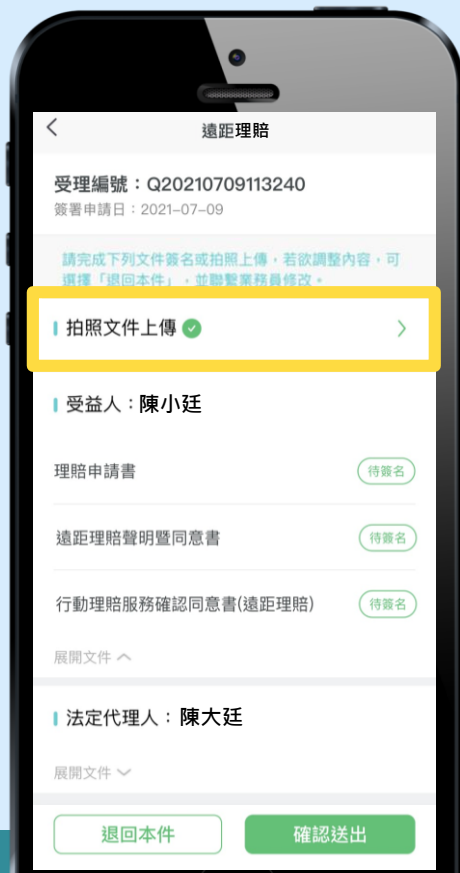 遠距理賠
受理編號：Q20210709113240
簽署申請日：2021-07-09
請完成下列文件簽名或拍照上傳，若欲調整內容，可
選擇「退回本件」，並聯繫業務員修改。
拍照文件上傳
受益人：陳小廷
理賠申請書
待簽名
遠距理賠聲明暨同意書
待簽名
行動理賠服務確認同意書(遠距理賠)
待簽名
展開文件
法定代理人：陳大廷
展開文件
退回本件
確認送出